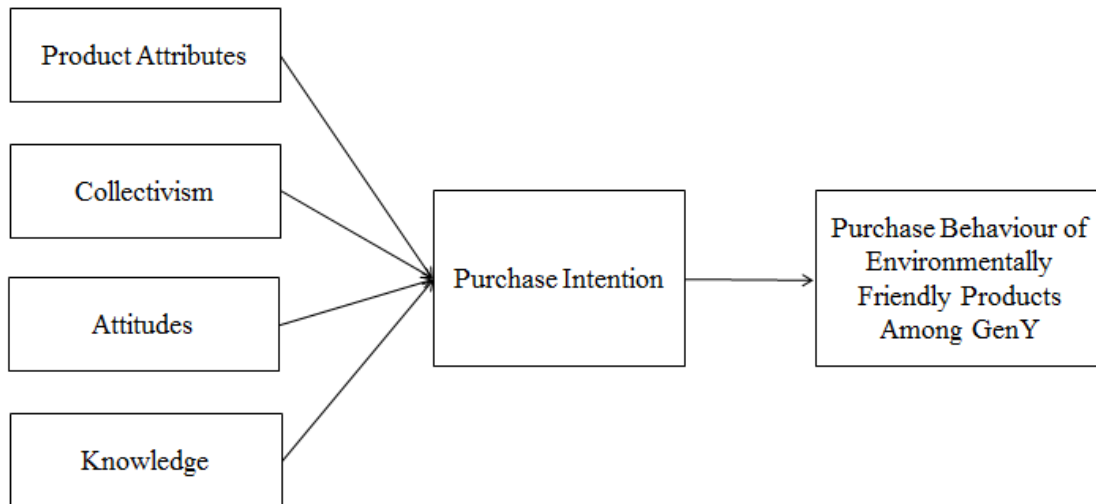 Product Attributes
Collectivism
Attitudes
Knowledge
Purchase Intention
Purchase Behaviour of
Environmentally
Friendly Products
Among GenY